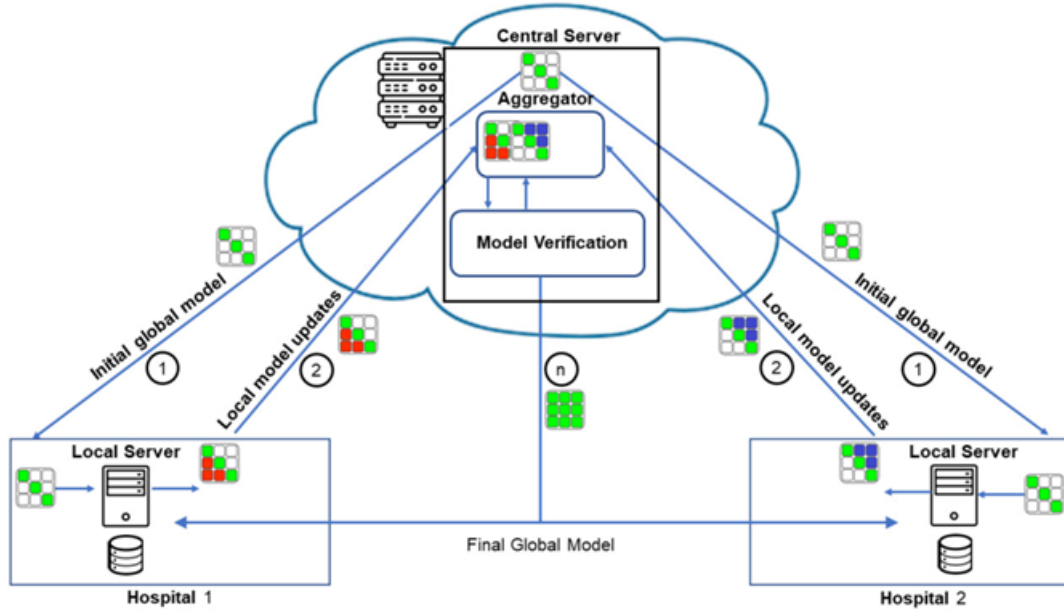 Central Server
Aggregator
Model Verification
Initial global model
1
Local model updates
2
n
Local model updates
2
Initial global model
1
Local Server
Local Server
Final Global Model
Hospital 1
Hospital 2